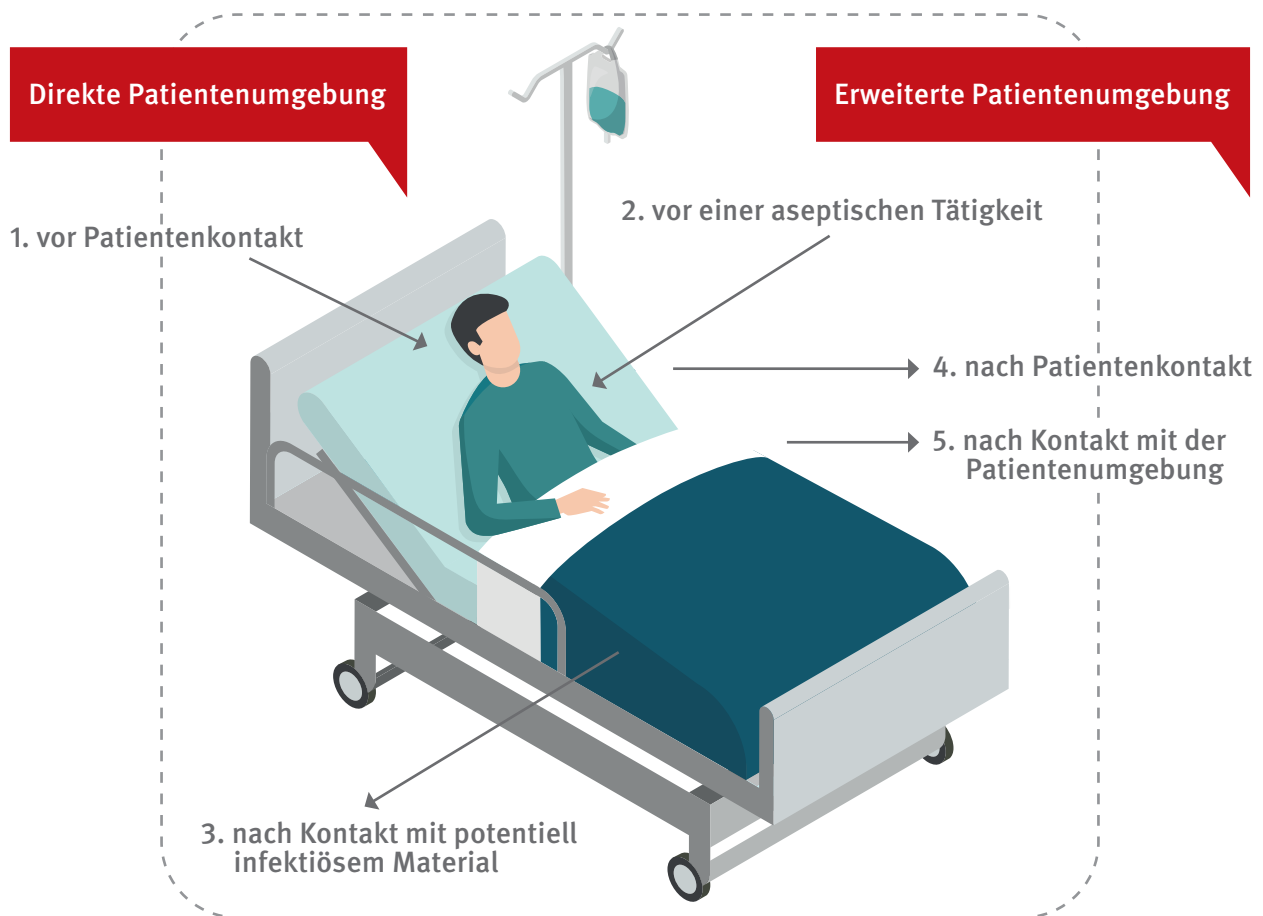 Direkte Patientenumgebung
Erweiterte Patientenumgebung
1. vor Patientenkontakt
2. vor einer aseptischen Tätigkeit
4. nach Patientenkontakt
5. nach Kontakt mit der
Patientenumgebung
3. nach Kontakt mit potentiell
infektiösem Material